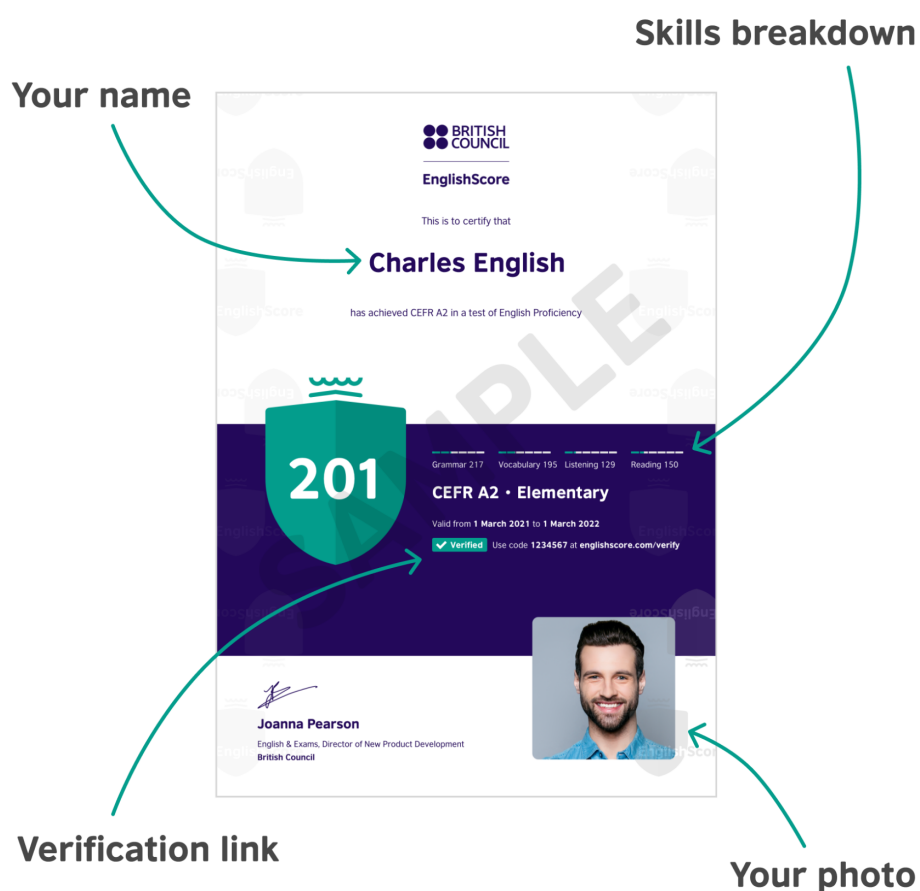 Skills breakdown
Your name
BRITISH
COUNCIL
EnglishScore
This is to certify that
Charles English
has achieved CEFR A2 in a test of English Proficiency
SAMPLE
201
Grammar 217 Vocabulary 195 Listening 129 Reading 150
CEFR A2 • Elementary
Valid from 1 March 2021 to 1 March 2022
Verified Use code 1234567 at englishscore.com/verify
Joanna Pearson
English & Exams, Director of New Product Development
British Council
Verification link
Your photo